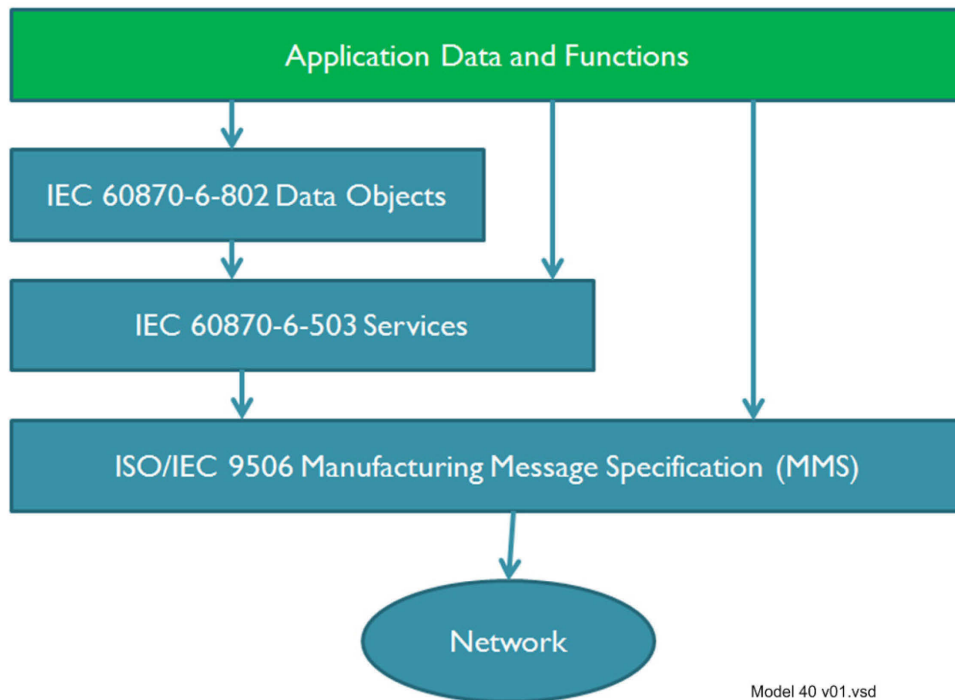 Application Data and Functions
IEC 60870-6-802 Data Objects
IEC 60870-6-503 Services
ISO/IEC 9506 Manufacturing Message Specification (MMS)
Network
Model 40 v01.vsd